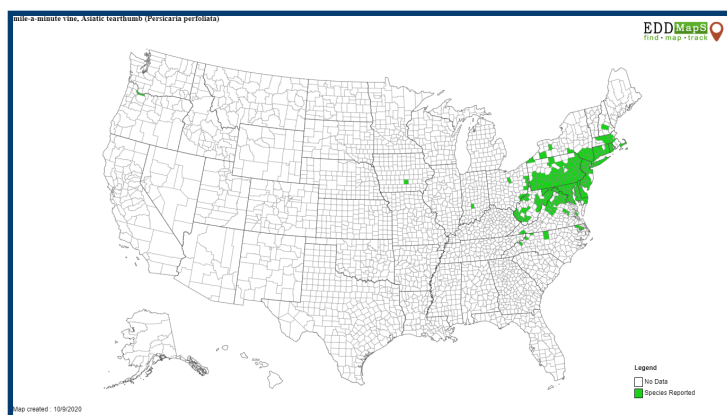 mile-a-minute vine, Asiatic tearthumb (Persicaria perfoliata)
EDDMapS
find • map • track
Legend
No Data
Species Reported
Map created : 10/9/2020